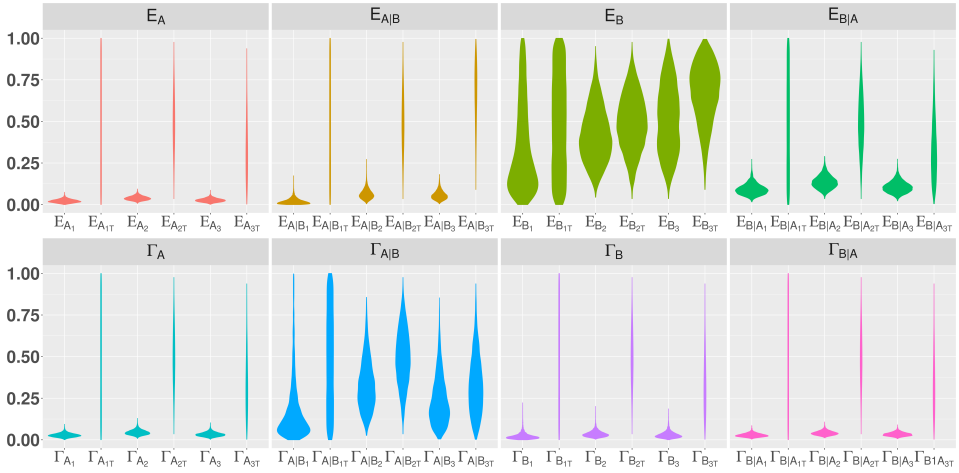 E_A E_A|B E_B E_B|A
1.00
0.75
0.50
0.25
0.00
E_A1 E_A1T E_A2 E_A2T E_A3 E_A3T E_A|B1 E_A|B1T E_A|B2 E_A|B2T E_A|B3 E_A|B3T E_B1 E_B1T E_B2 E_B2T E_B3 E_B3T E_B|A1 E_B|A1T E_B|A2 E_B|A2T E_B|A3 E_B|A3T
Γ_A Γ_A|B Γ_B Γ_B|A
1.00
0.75
0.50
0.25
0.00
Γ_A1 Γ_A1T Γ_A2 Γ_A2T Γ_A3 Γ_A3T Γ_A|B1 Γ_A|B1T Γ_A|B2 Γ_A|B2T Γ_A|B3 Γ_A|B3T Γ_B1 Γ_B1T Γ_B2 Γ_B2T Γ_B3 Γ_B3T Γ_B|A1 Γ_B|A1T Γ_B|A2 Γ_B|A2T Γ_B|A3 Γ_B1A3T